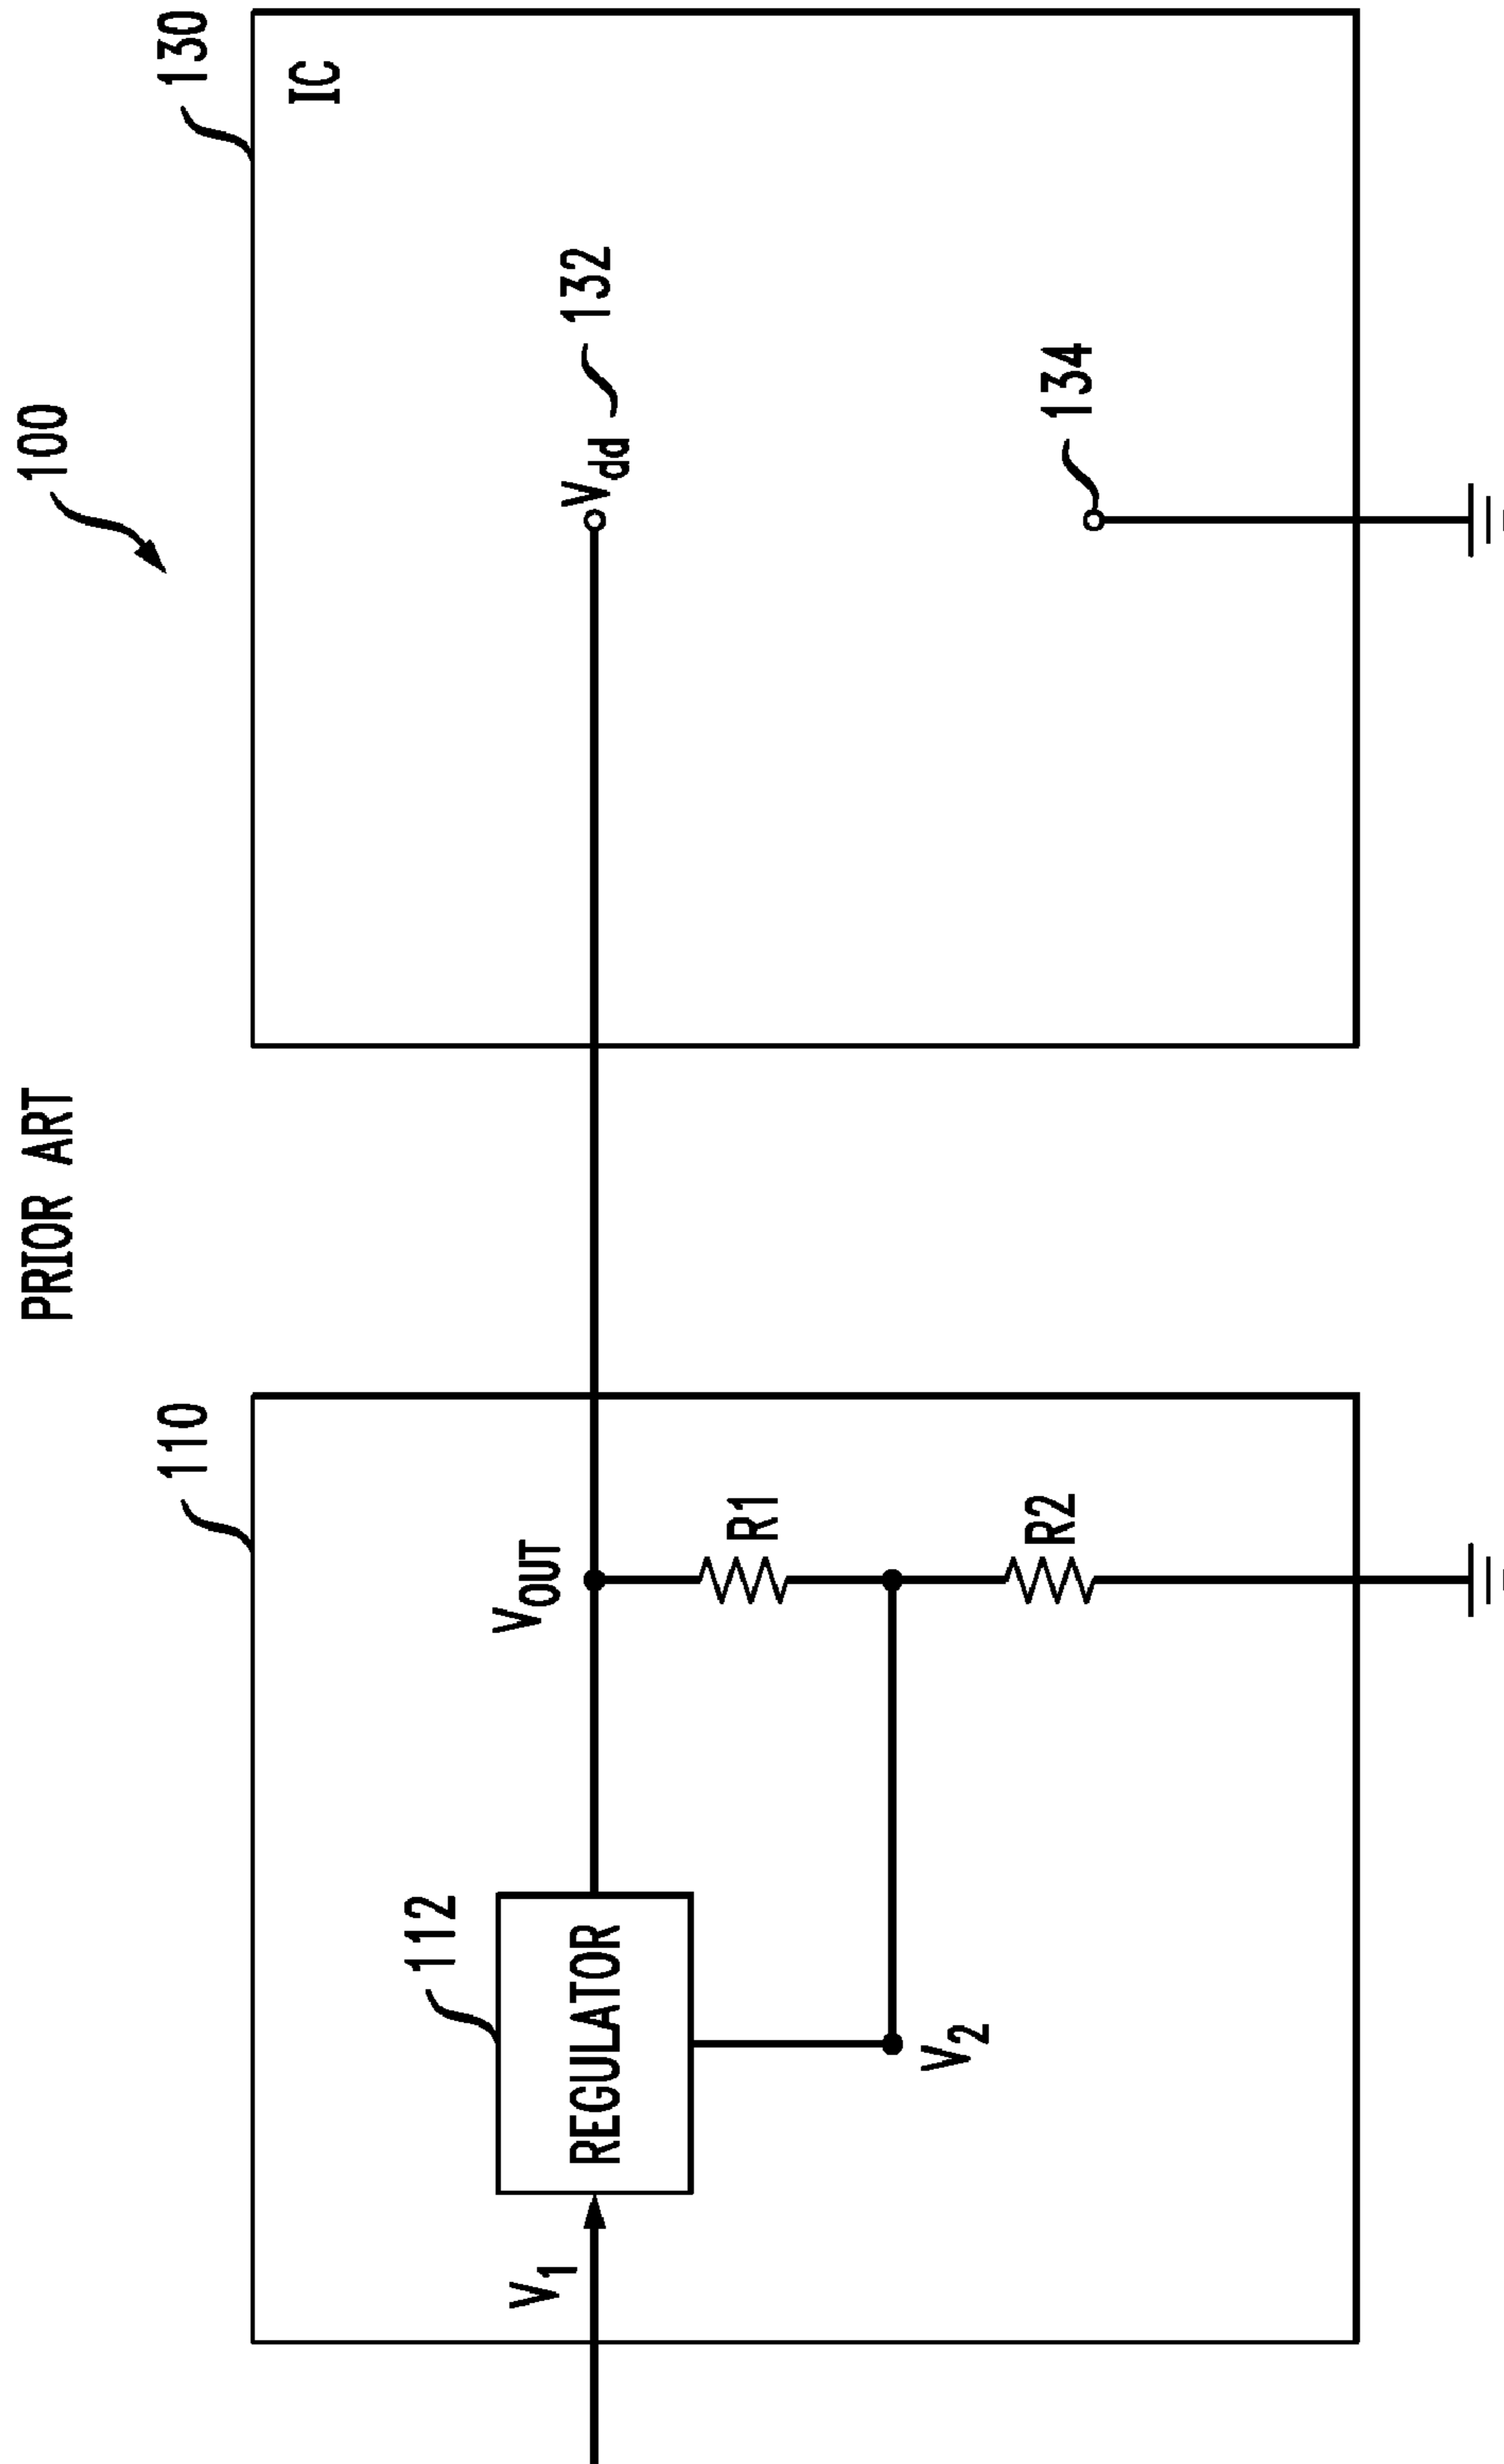 PRIOR ART
100
110
130
IC
112
V1
REGULATOR
VOUT
Vdd
132
R1
V2
R2
134